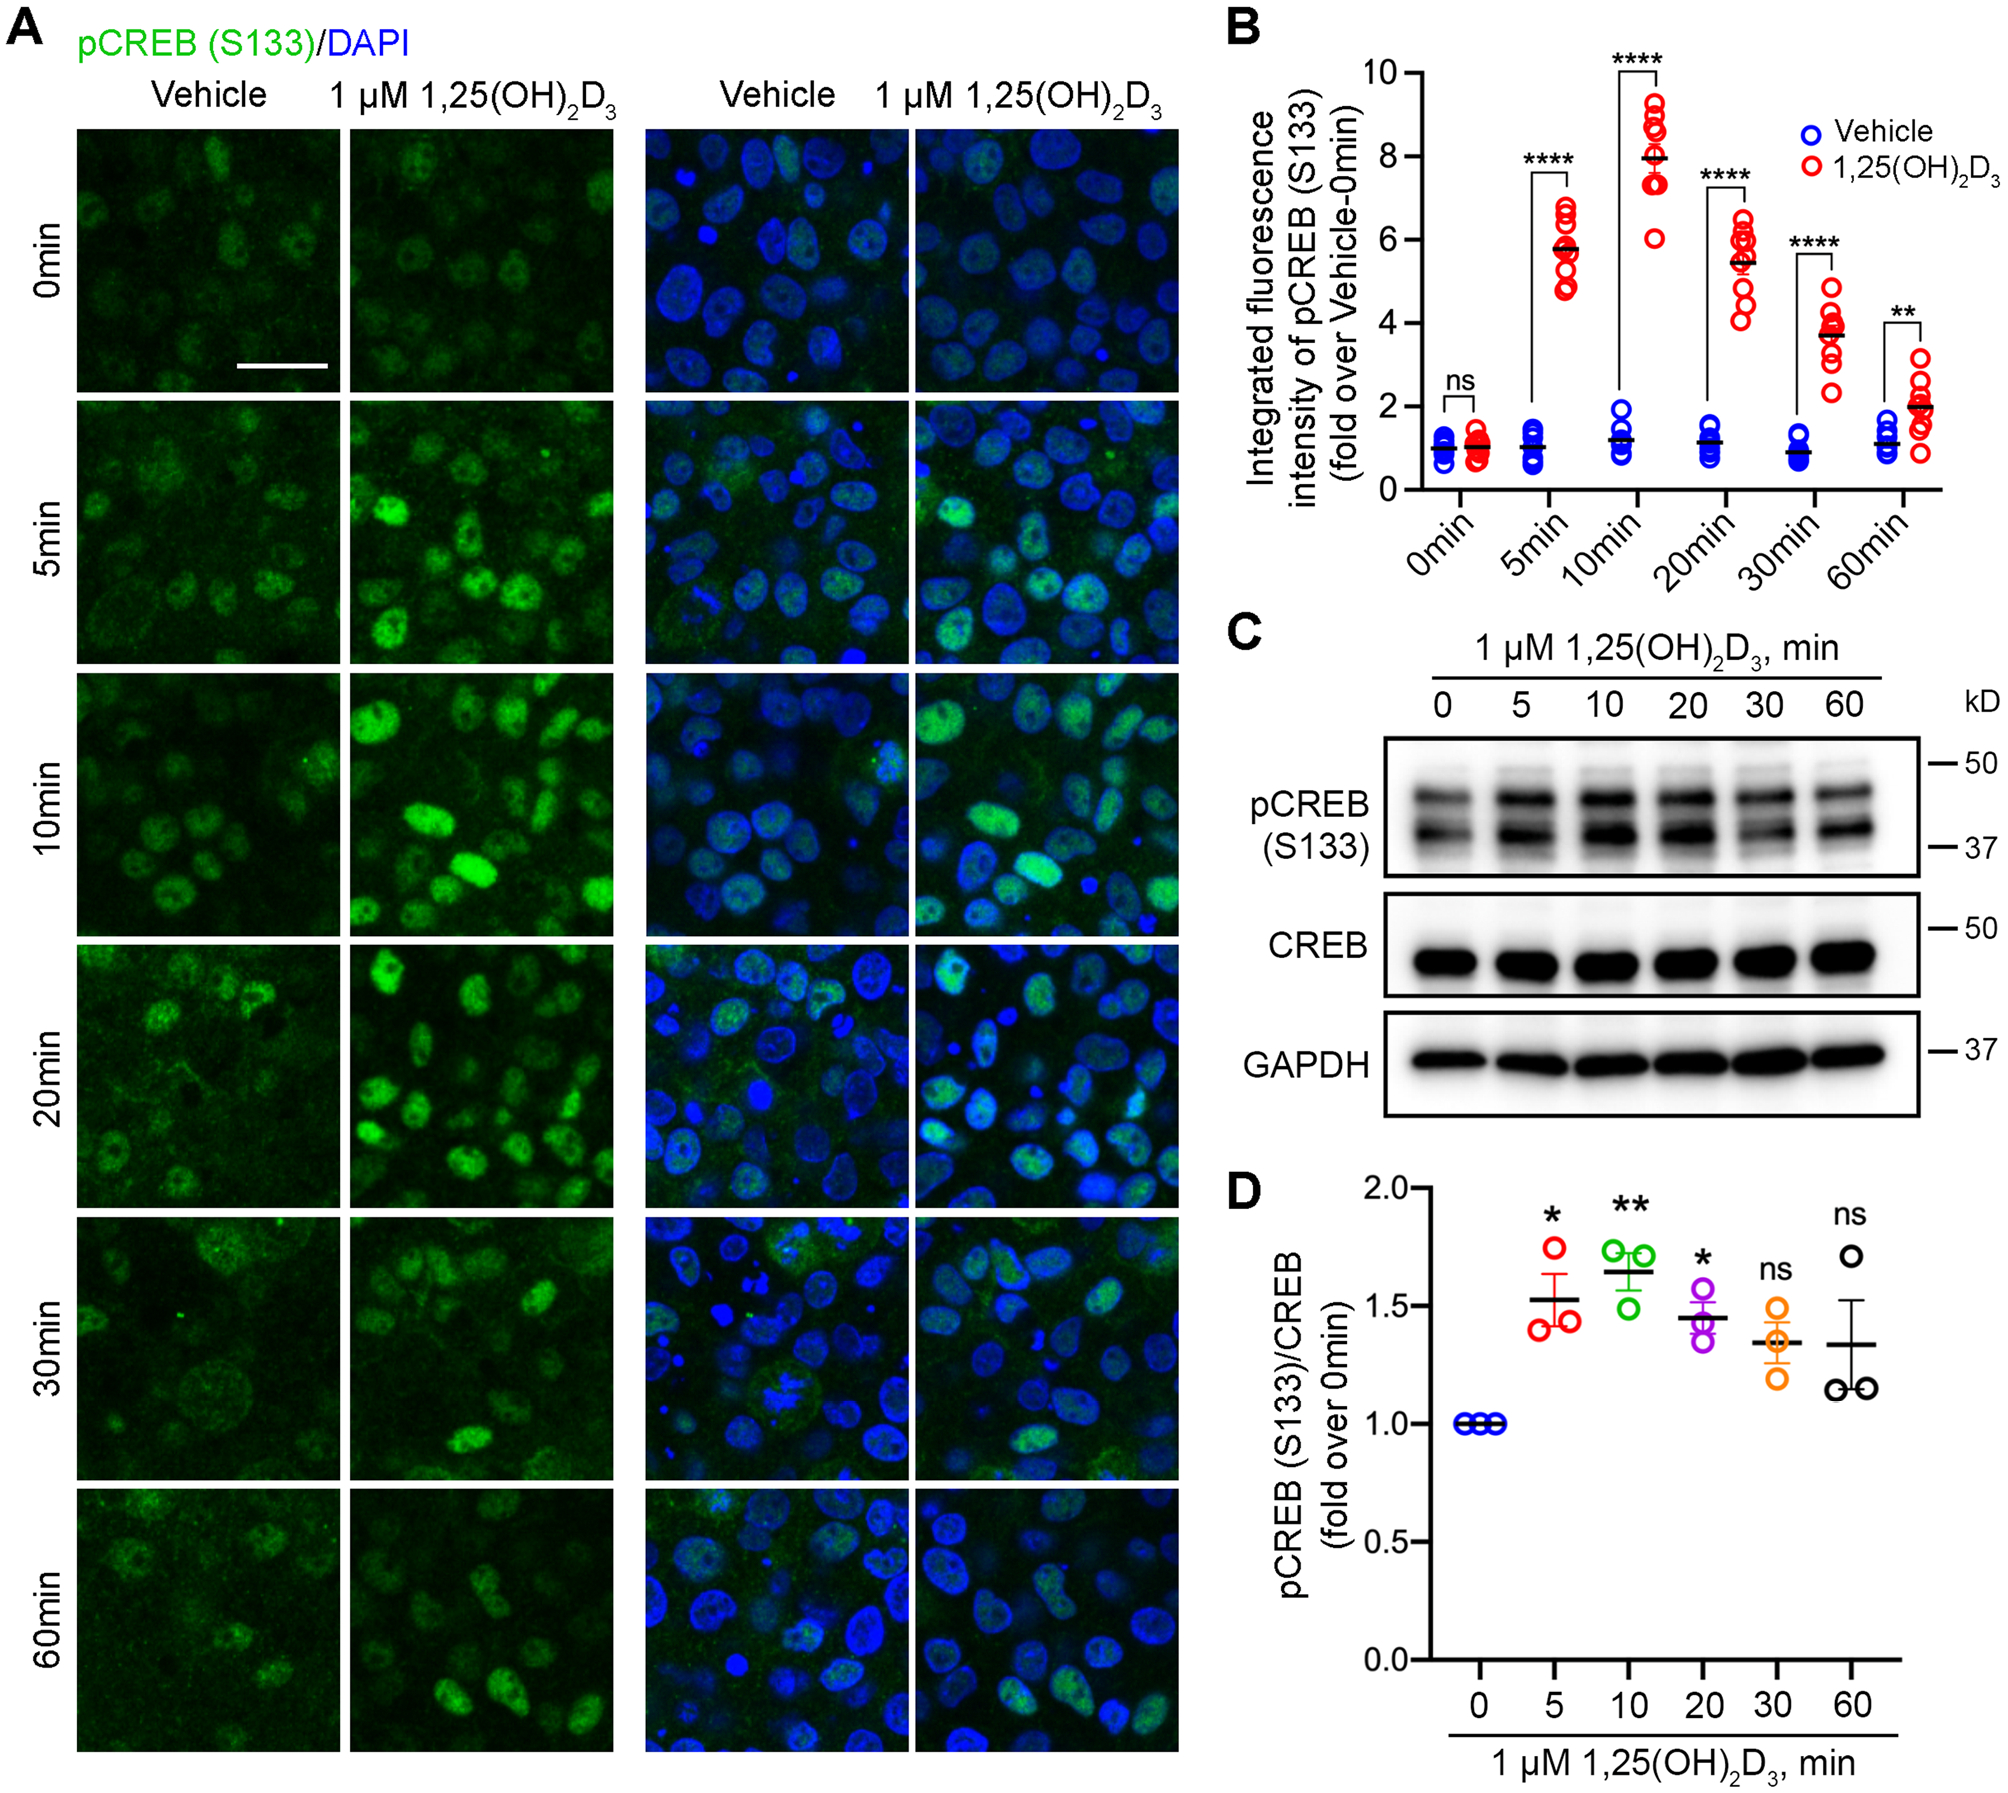 A
pCREB (S133)/DAPI
Vehicle 1 µM 1,25(OH)₂D₃ Vehicle 1 µM 1,25(OH)₂D₃
0min
5min
10min
20min
30min
60min
B
Integrated fluorescence
intensity of pCREB (S133)
(fold over Vehicle-0min)
10
8
6
4
2
0
ns
****
****
****
****
**
Vehicle
1,25(OH)₂D₃
0min 5min 10min 20min 30min 60min
C
1 µM 1,25(OH)₂D₃, min
0 5 10 20 30 60 kD
pCREB
(S133)
50
37
CREB
50
GAPDH
37
D
pCREB (S133)/CREB
(fold over 0min)
2.0
1.5
1.0
0.5
0.0
*
**
*
ns
ns
0 5 10 20 30 60
1 µM 1,25(OH)₂D₃, min